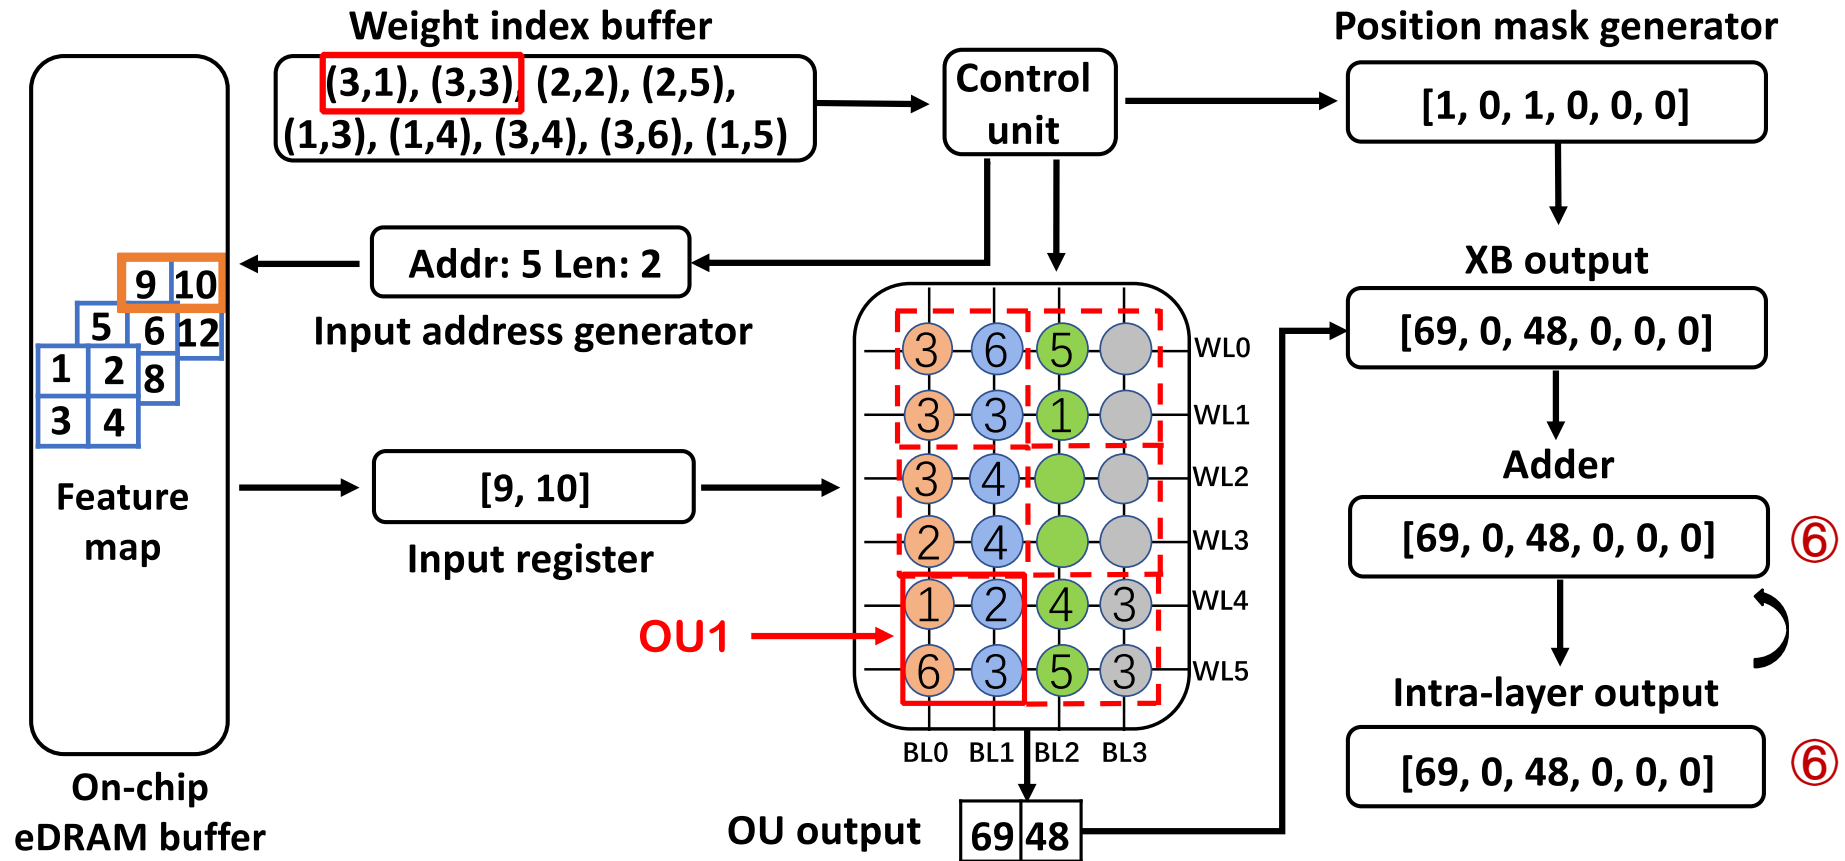 Weight index buffer
(3,1), (3,3), (2,2), (2,5),
(1,3), (1,4), (3,4), (3,6), (1,5)
Control
unit
Position mask generator
[1, 0, 1, 0, 0, 0]
Addr: 5 Len: 2
Input address generator
9 10
5 6 12
1 2 8
3 4
Feature
map
On-chip
eDRAM buffer
[9, 10]
Input register
3 6 5 WL0
3 3 1 WL1
3 4 WL2
2 4 WL3
1 2 4 3 WL4
6 3 5 3 WL5
BL0 BL1 BL2 BL3
OU1
OU output
69 48
XB output
[69, 0, 48, 0, 0, 0]
Adder
[69, 0, 48, 0, 0, 0] ⑥
Intra-layer output
[69, 0, 48, 0, 0, 0] ⑥